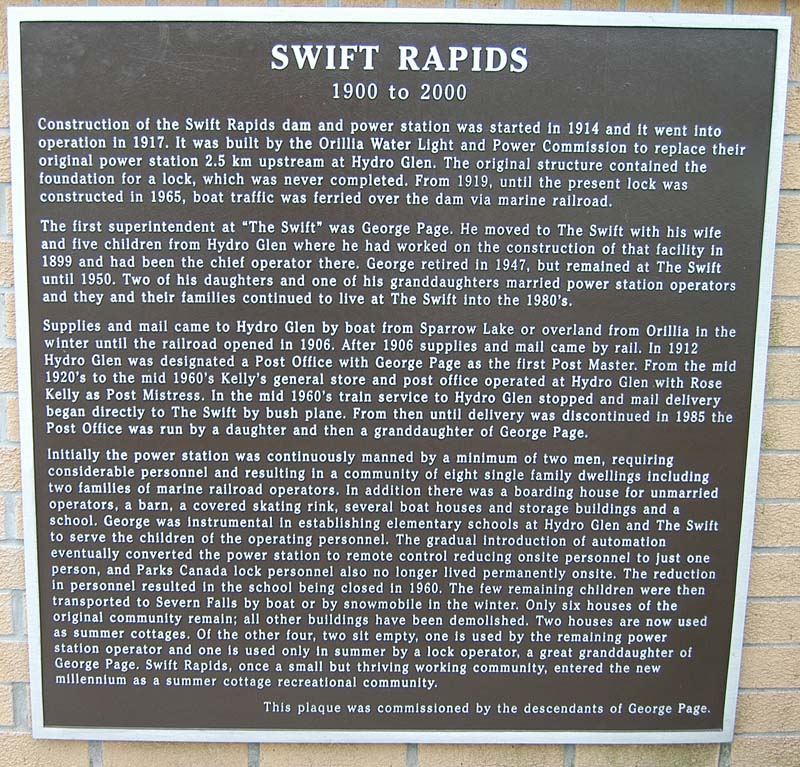 SWIFT RAPIDS
1900 to 2000
Construction of the Swift Rapids dam and power station was started in 1914 and it went into
operation in 1917. It was built by the Orillia Water Light and Power Commission to replace their
original power station 2.5 km upstream at Hydro Glen. The original structure contained the
foundation for a lock, which was never completed. From 1919, until the present lock was
constructed in 1965, boat traffic was ferried over the dam via marine railroad.
The first superintendent at "The Swift" was George Page. He moved to The Swift with his wife
and five children from Hydro Glen where he had worked on the construction of that facility in
1899 and had been the chief operator there. George retired in 1947, but remained at The Swift
until 1950. Two of his daughters and one of his granddaughters married power station operators
and they and their families continued to live at The Swift into the 1980's.
Supplies and mail came to Hydro Glen by boat from Sparrow Lake or overland from Orillia in the
winter until the railroad opened in 1906. After 1906 supplies and mail came by rail. In 1912
Hydro Glen was designated a Post Office with George Page as the first Post Master. From the mid
1920's to the mid 1960's Kelly's general store and post office operated at Hydro Glen with Rose
Kelly as Post Mistress. In the mid 1960's train service to Hydro Glen stopped and mail delivery
began directly to The Swift by bush plane. From then until delivery was discontinued in 1985 the
Post Office was run by a daughter and then a granddaughter of George Page.
Initially the power station was continuously manned by a minimum of two men, requiring
considerable personnel and resulting in a community of eight single family dwellings including
two families of marine railroad operators. In addition there was a boarding house for unmarried
operators, a barn, a covered skating rink, several boat houses and storage buildings and a
school. George was instrumental in establishing elementary schools at Hydro Glen and The Swift
to serve the children of the operating personnel. The gradual introduction of automation
eventually converted the power station to remote control reducing onsite personnel to just one
person, and Parks Canada lock personnel also no longer lived permanently onsite. The reduction
in personnel resulted in the school being closed in 1960. The few remaining children were then
transported to Severn Falls by boat or by snowmobile in the winter. Only six houses of the
original community remain; all other buildings have been demolished. Two houses are now used
as summer cottages. Of the other four, two sit empty, one is used by the remaining power
station operator and one is used only in summer by a lock operator, a great granddaughter of
George Page. Swift Rapids, once a small but thriving working community, entered the new
millennium as a summer cottage recreational community.
This plaque was commissioned by the descendants of George Page.